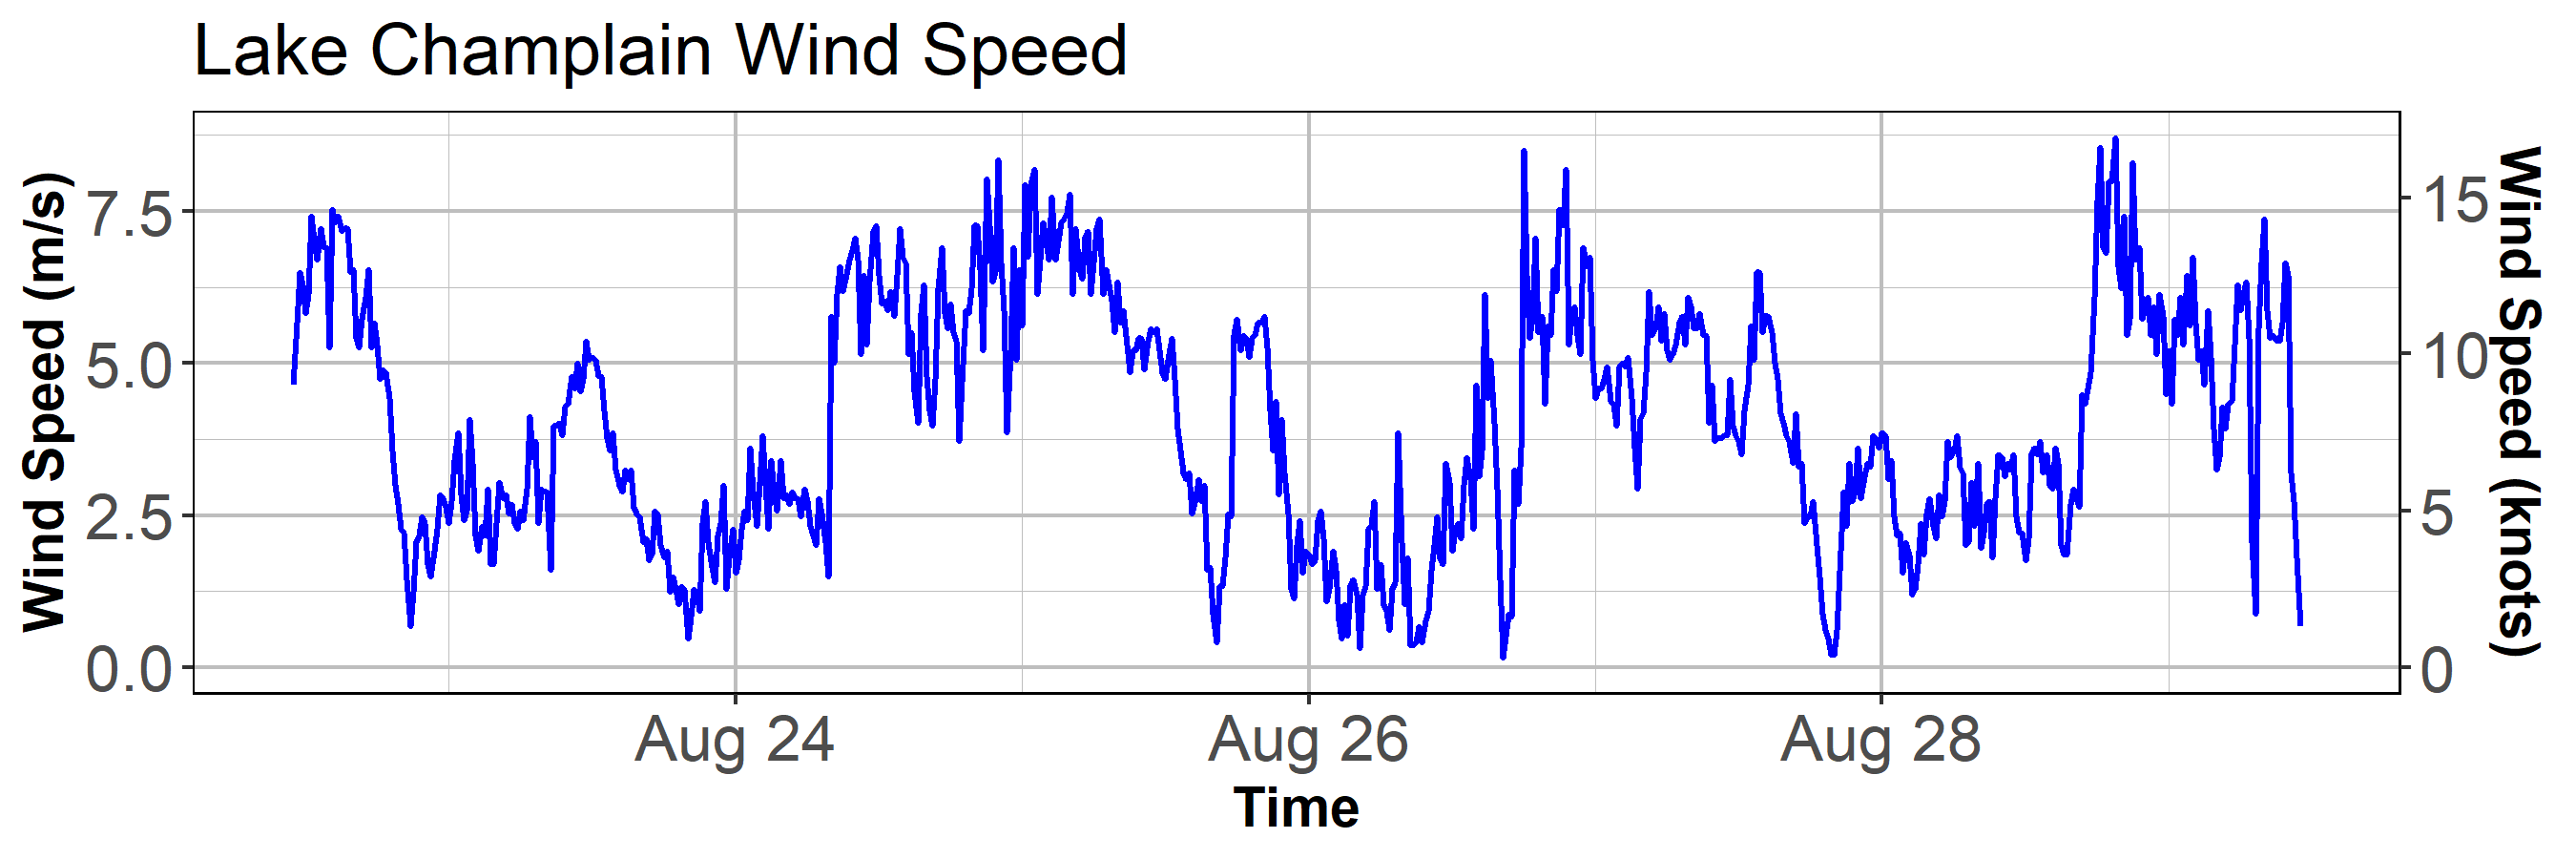 Lake Champlain Wind Speed
Wind Speed (m/s)
7.5
5.0
2.5
0.0
15
10
5
0
Wind Speed (knots)
Aug 24
Aug 26
Aug 28
Time